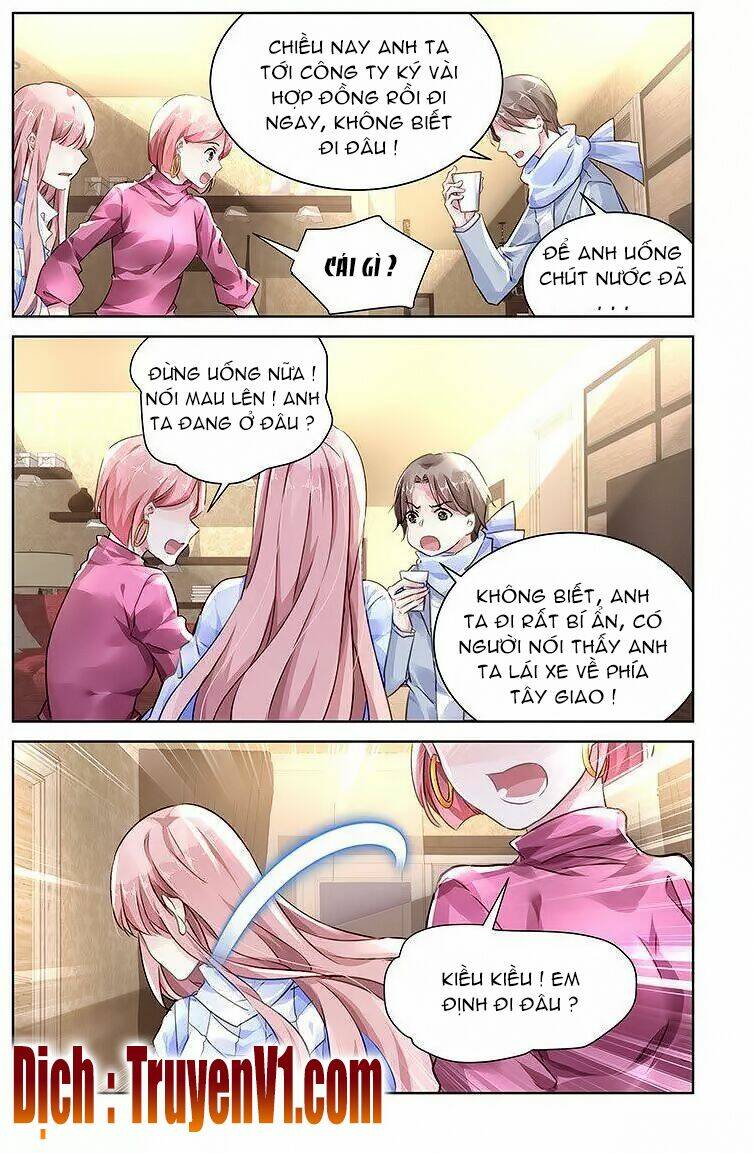 CHIỀU NAY ANH TA
TỚI CÔNG TY KÝ VÀI
HỢP ĐỒNG RỒI ĐI
NGAY, KHÔNG BIẾT
ĐI ĐÂU !
CÁI GÌ ?
ĐỂ ANH UỐNG
CHÚT NƯỚC ĐÃ
. . .
ĐỪNG UỐNG NỮA !
NÓI MAU LÊN ! ANH
TA ĐANG Ở ĐÂU ?
KHÔNG BIẾT, ANH
TA ĐI RẤT BÍ ẨN, CÓ
NGƯỜI NÓI THẤY ANH
TA LÁI XE VỀ PHÍA
TÂY GIAO !
KIỀU KIỀU ! EM
ĐỊNH ĐI ĐÂU ?
Dịch : TruyenV1.com